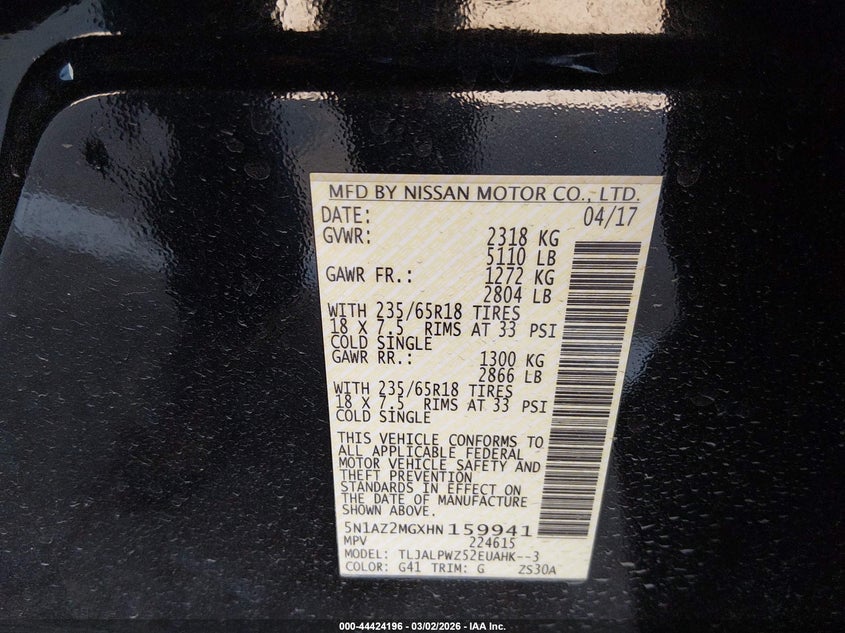 MFD BY NISSAN MOTOR CO., LTD.
DATE: 04/17
GVWR: 2318 KG
5110 LB
GAWR FR.: 1272 KG
2804 LB
WITH 235/65R18 TIRES
18 X 7.5 RIMS AT 33 PSI
COLD SINGLE
GAWR RR.: 1300 KG
2866 LB
WITH 235/65R18 TIRES
18 X 7.5 RIMS AT 33 PSI
COLD SINGLE
THIS VEHICLE CONFORMS TO
ALL APPLICABLE FEDERAL
MOTOR VEHICLE SAFETY AND
THEFT PREVENTION
STANDARDS IN EFFECT ON
THE DATE OF MANUFACTURE
SHOWN ABOVE.
5N1AZ2MGXHN 159941
MPV 224615
MODEL: TLJALPWZ52EUAHK--3
COLOR: G41 TRIM: G ZS30A
000-44424196 - 03/02/2026 - IAA Inc.